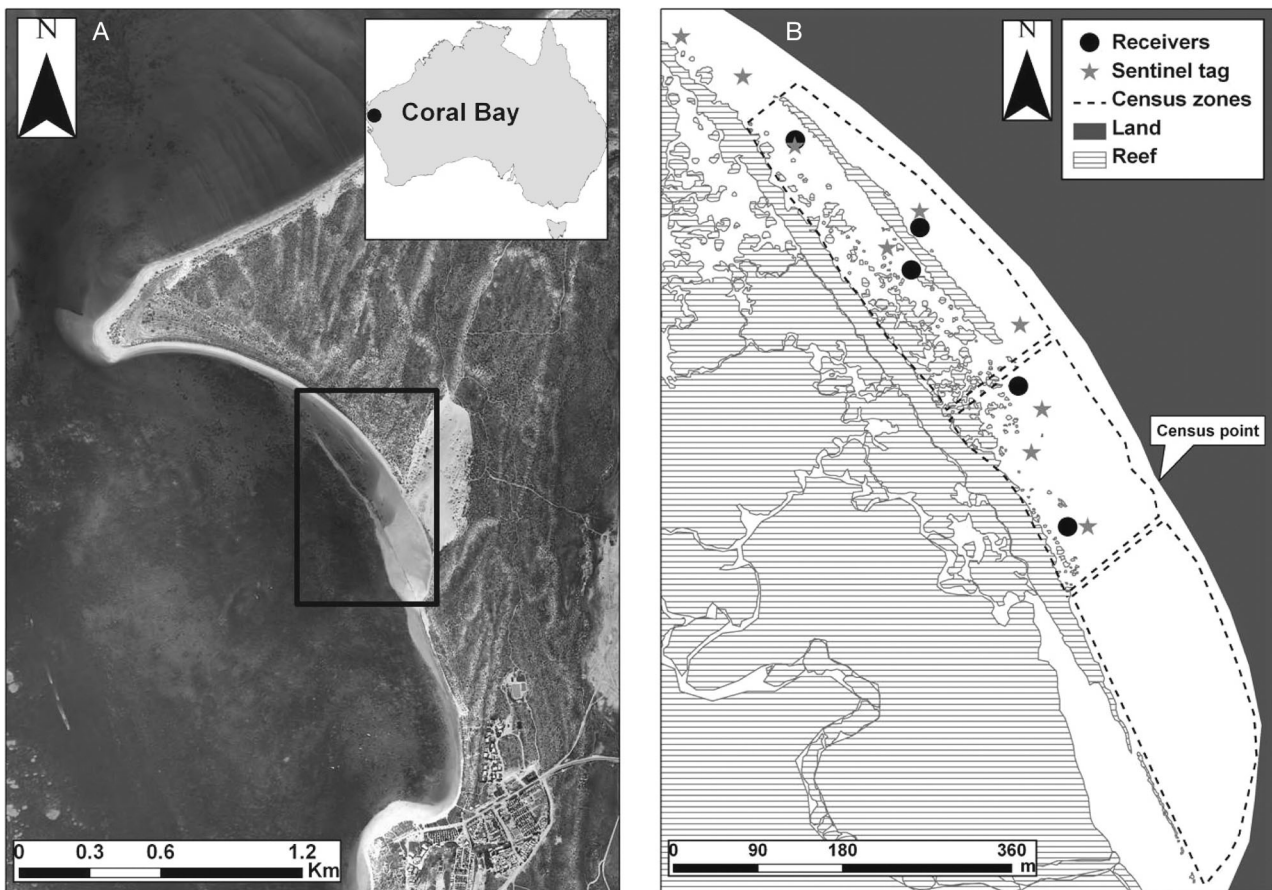 N
A
Coral Bay
0 0.3 0.6 1.2
Km
N
B
Receivers
Sentinel tag
Census zones
Land
Reef
Census point
0 90 180 360
m